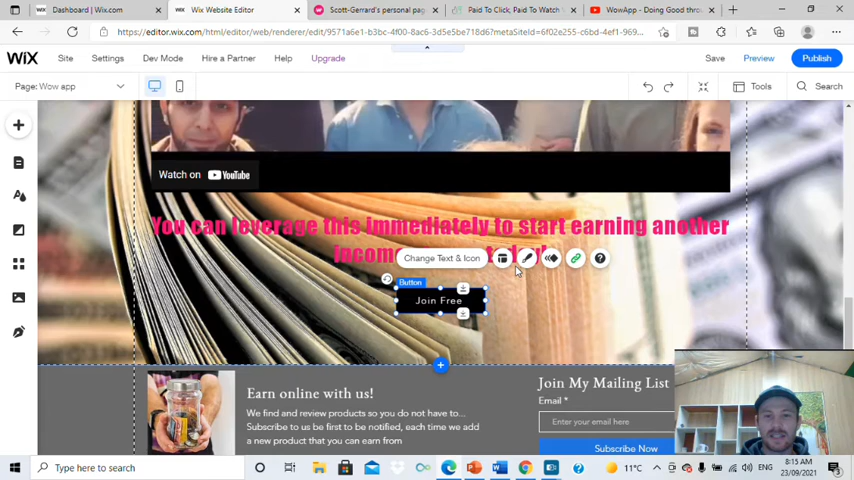 Dashboard | Wix.com
Wix Website Editor
Scott-Gerrard's personal pag
Paid To Click, Paid To Watch V
WowApp - Doing Good thro
https://editor.wix.com/html/editor/web/renderer/edit/9571a6e1-b3bc-4f00-8ac6-3d5e5be718d6?metaSiteId=6f02e255-c6bd-4ef1-969...
WiX
Site
Settings
Dev Mode
Hire a Partner
Help
Upgrade
Save
Preview
Publish
Page: Wow app
Tools
Search
Watch on YouTube
You can leverage this immediately to start earning another
Change Text & Icon
Button
Join Free
Earn online with us!
We find and review products so you do not have to...
Subscribe to us be first to be notified, each time we add
a new product that you can earn from
Join My Mailing List
Email *
Enter your email here
Subscribe Now
Type here to search
11°C
ENG
8:15 AM
23/09/2021
3